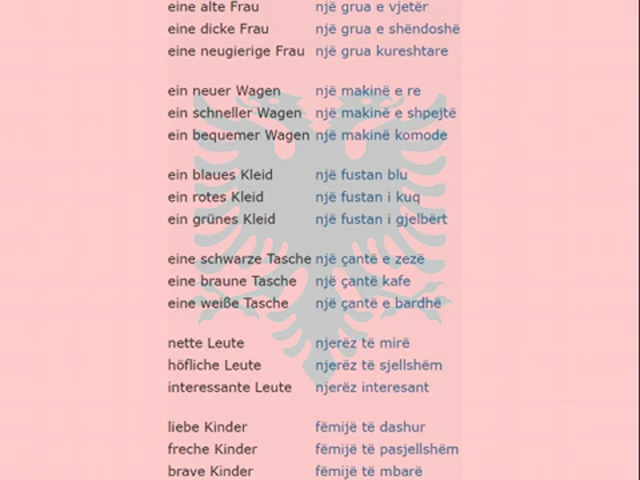 eine alte Frau një grua e vjetër
eine dicke Frau një grua e shëndoshë
eine neugierige Frau një grua kureshtare
ein neuer Wagen një makinë e re
ein schneller Wagen një makinë e shpejtë
ein bequemer Wagen një makinë komode
ein blaues Kleid një fustan blu
ein rotes Kleid një fustan i kuq
ein grünes Kleid një fustan i gjelbërt
eine schwarze Tasche një çantë e zezë
eine braune Tasche një çantë kafe
eine weiße Tasche një çantë e bardhë
nette Leute njerëz të mirë
höfliche Leute njerëz të sjellshëm
interessante Leute njerëz interesant
liebe Kinder fëmijë të dashur
freche Kinder fëmijë të pasjellshëm
brave Kinder fëmijë të mbarë